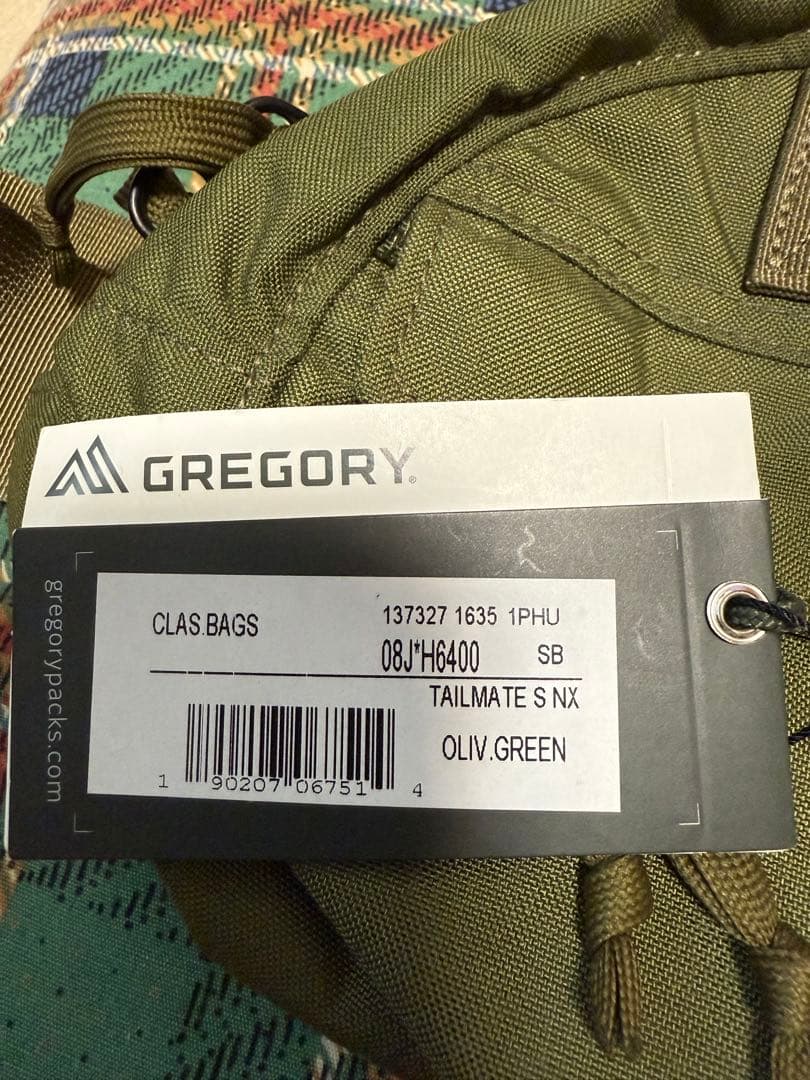 GREGORY®
gregorypacks.com
CLAS.BAGS
137327 1635 1PHU
08J*H6400 SB
TAILMATE S NX
OLIV.GREEN
1 90207 06751 4